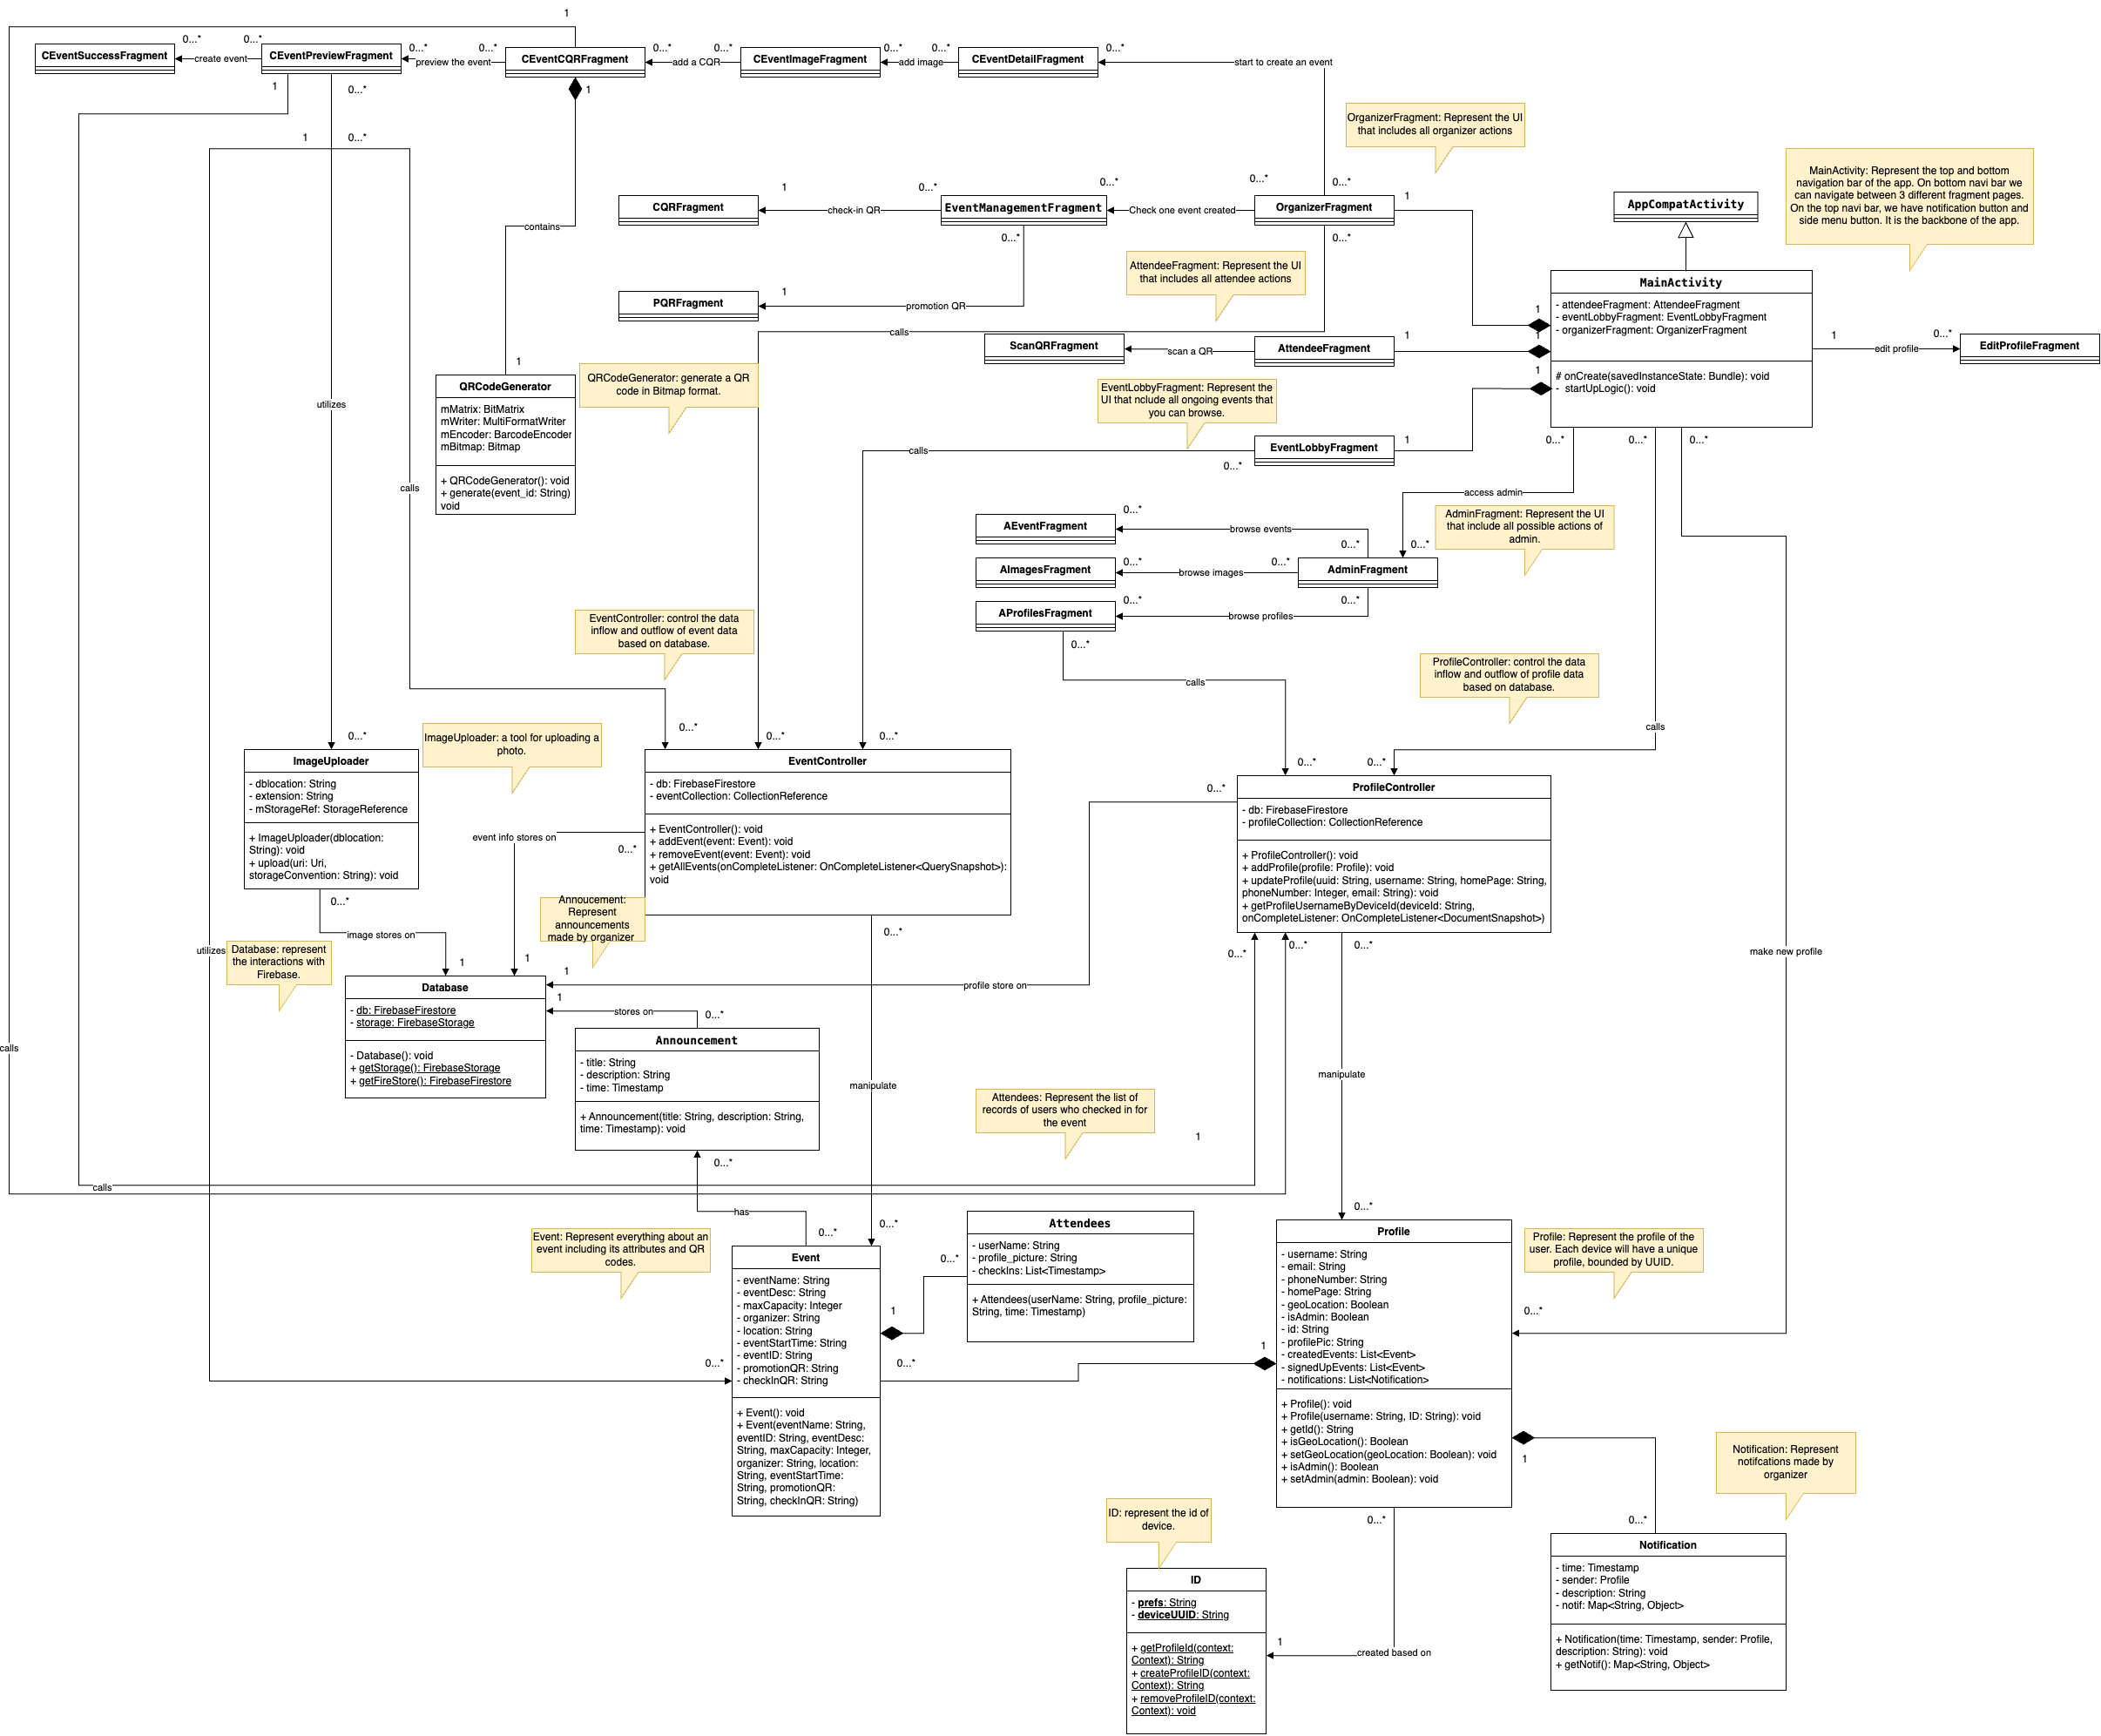 1
CEventSuccessFragment
0...*
create event
0...*
CEventPreviewFragment
0...*
preview the event
0...*
CEventCQRFragment
0...*
add a CQR
0...*
CEventImageFragment
0...*
add image
0...*
CEventDetailFragment
0...*
start to create an event
1
0...*
1
1
0...*
OrganizerFragment: Represent the UI
that includes all organizer actions
MainActivity: Represent the top and bottom
navigation bar of the app. On bottom navi bar we
can navigate between 3 different fragment pages.
On the top navi bar, we have notification button and
side menu button. It is the backbone of the app.
CQRFragment
1
check-in QR
0...*
EventManagementFragment
0...*
Check one event created
0...*
OrganizerFragment
0...*
1
AppCompatActivity
contains
0...*
0...*
AttendeeFragment: Represent the UI
that includes all attendee actions
PQRFragment
1
promotion QR
calls
MainActivity
- attendeeFragment: AttendeeFragment
- eventLobbyFragment: EventLobbyFragment
- organizerFragment: OrganizerFragment
# onCreate(savedInstanceState: Bundle): void
- startUpLogic(): void
1
1
1
1
edit profile
0...*
EditProfileFragment
ScanQRFragment
scan a QR
AttendeeFragment
1
1
QRCodeGenerator
mMatrix: BitMatrix
mWriter: MultiFormatWriter
mEncoder: BarcodeEncoder
mBitmap: Bitmap
+ QRCodeGenerator(): void
+ generate(event_id: String)
void
QRCodeGenerator: generate a QR
code in Bitmap format.
EventLobbyFragment: Represent the
UI that nclude all ongoing events that
you can browse.
utilizes
calls
calls
EventLobbyFragment
1
0...*
0...*
0...*
0...*
access admin
AdminFragment: Represent the UI
that include all possible actions of
admin.
AEventFragment
0...*
browse events
0...*
0...*
AImagesFragment
0...*
browse images
0...*
AdminFragment
AProfilesFragment
0...*
browse profiles
0...*
0...*
calls
EventController: control the data
inflow and outflow of event data
based on database.
ProfileController: control the data
inflow and outflow of profile data
based on database.
calls
0...*
0...*
0...*
0...*
0...*
0...*
ImageUploader: a tool for uploading a
photo.
ImageUploader
- dblocation: String
- extension: String
- mStorageRef: StorageReference
+ ImageUploader(dblocation:
String): void
+ upload(uri: Uri,
storageConvention: String): void
0...*
EventController
- db: FirebaseFirestore
- eventCollection: CollectionReference
+ EventController(): void
+ addEvent(event: Event): void
+ removeEvent(event: Event): void
+ getAllEvents(onCompleteListener: OnCompleteListener<QuerySnapshot>):
void
event info stores on
0...*
0...*
0...*
ProfileController
- db: FirebaseFirestore
- profileCollection: CollectionReference
+ ProfileController(): void
+ addProfile(profile: Profile): void
+ updateProfile(uuid: String, username: String, homePage: String,
phoneNumber: Integer, email: String): void
+ getProfileUsernameByDeviceId(deviceId: String,
onCompleteListener: OnCompleteListener<DocumentSnapshot>)
0...*
0...*
0...*
Annoucement:
Represent
announcements
made by organizer
image stores on
utilizes
Database: represent
the interactions with
Firebase.
1
1
1
profile store on
make new profile
Database
- db: FirebaseFirestore
- storage: FirebaseStorage
- Database(): void
+ getStorage(): FirebaseStorage
+ getFireStore(): FirebaseFirestore
1
stores on
0...*
Announcement
- title: String
- description: String
- time: Timestamp
+ Announcement(title: String, description: String,
time: Timestamp): void
0...*
calls
manipulate
manipulate
Attendees: Represent the list of
records of users who checked in for
the event
1
calls
has
0...*
0...*
0...*
Event: Represent everything about an
event including its attributes and QR
codes.
Event
- eventName: String
- eventDesc: String
- maxCapacity: Integer
- organizer: String
- location: String
- eventStartTime: String
- eventID: String
- promotionQR: String
- checkInQR: String
+ Event(): void
+ Event(eventName: String,
eventID: String, eventDesc:
String, maxCapacity: Integer,
organizer: String, location:
String, eventStartTime:
String, promotionQR:
String, checkInQR: String)
0...*
0...*
1
0...*
Attendees
- userName: String
- profile_picture: String
- checkIns: List<Timestamp>
+ Attendees(userName: String, profile_picture:
String, time: Timestamp)
1
Profile
- username: String
- email: String
- phoneNumber: String
- homePage: String
- geoLocation: Boolean
- isAdmin: Boolean
- id: String
- profilePic: String
- createdEvents: List<Event>
- signedUpEvents: List<Event>
- notifications: List<Notification>
+ Profile(): void
+ Profile(username: String, ID: String): void
+ getId(): String
+ isGeoLocation(): Boolean
+ setGeoLocation(geoLocation: Boolean): void
+ isAdmin(): Boolean
+ setAdmin(admin: Boolean): void
Profile: Represent the profile of the
user. Each device will have a unique
profile, bounded by UUID.
0...*
1
0...*
0...*
Notification: Represent
notifcations made by
organizer
ID: represent the id of
device.
ID
- prefs: String
- deviceUUID: String
+ getProfileId(context:
Context): String
+ createProfileID(context:
Context): String
+ removeProfileID(context:
Context): void
1
created based on
Notification
- time: Timestamp
- sender: Profile
- description: String
- notif: Map<String, Object>
+ Notification(time: Timestamp, sender: Profile,
description: String): void
+ getNotif(): Map<String, Object>